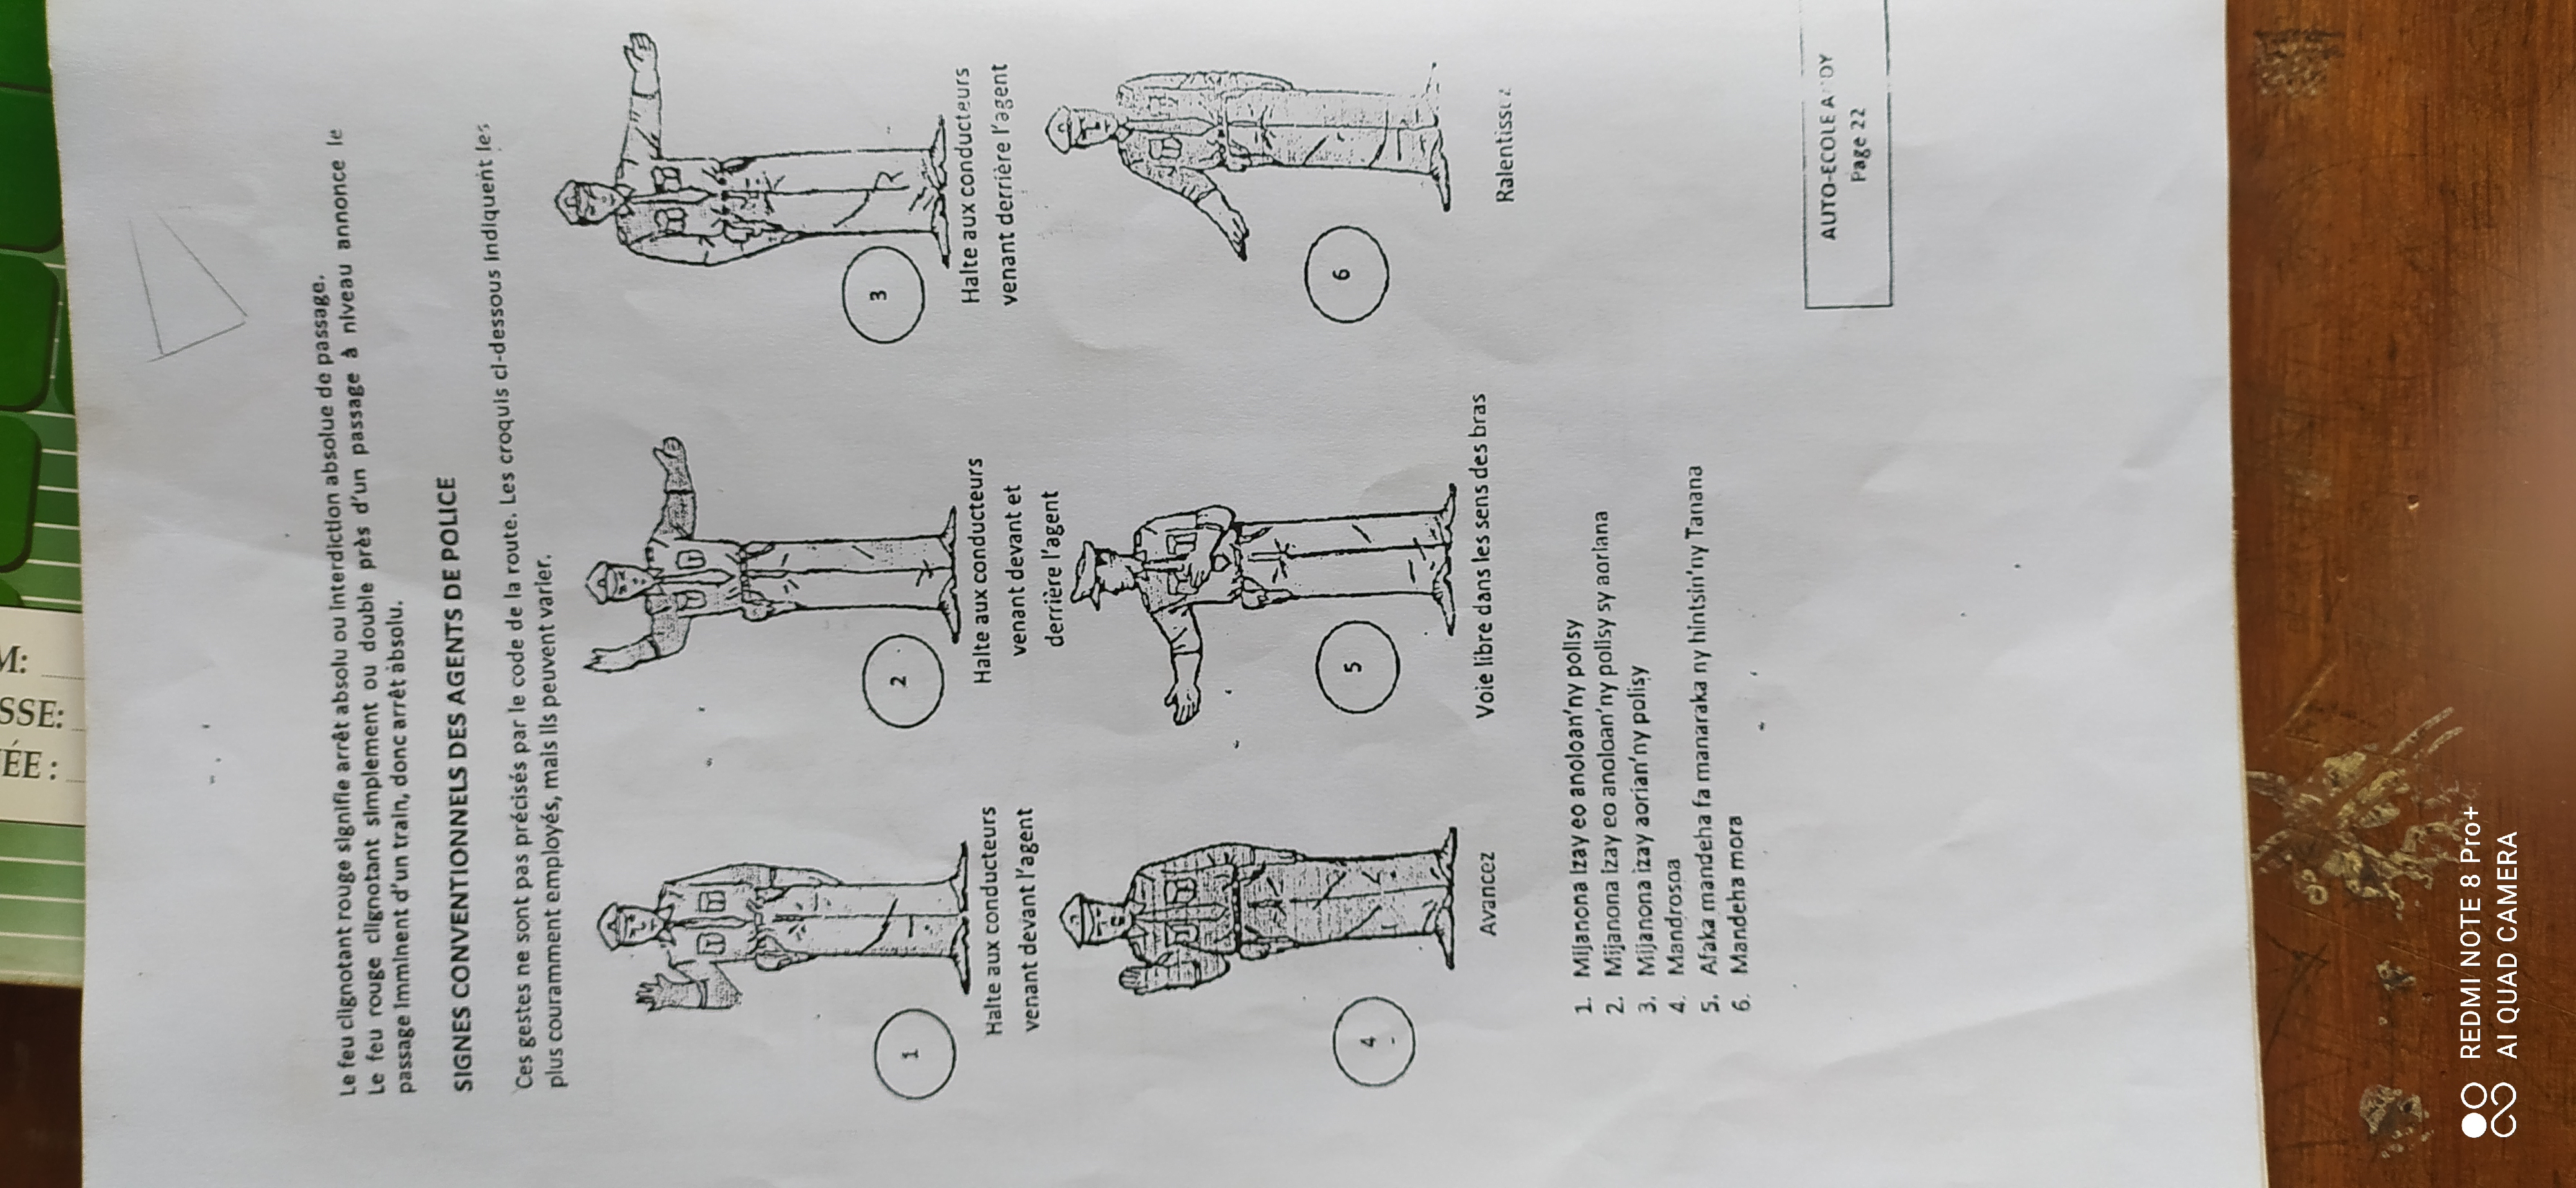 M:
SSE:
ÉE :
Le feu clignotant rouge signifie arrêt absolu ou interdiction absolue de passage.
Le feu rouge clignotant simplement ou double près d'un passage à niveau annonce le
passage imminent d'un train, donc arrêt absolu.
SIGNES CONVENTIONNELS DES AGENTS DE POLICE
Ces gestes ne sont pas précisés par le code de la route. Les croquis ci-dessous indiquent les
plus couramment employés, mais ils peuvent varier.
1
2
3
Halte aux conducteurs
venant devant l'agent
Halte aux conducteurs
venant devant et
derrière l'agent
Halte aux conducteurs
venant derrière l'agent
4
5
6
Avancez
Voie libre dans les sens des bras
Ralentissez
1. Mijanona izay eo anoloan'ny polisy
2. Mijanona izay eo anoloan'ny polisy sy aoriana
3. Mijanona izay aorian'ny polisy
4. Mandrosoa
5. Afaka mandeha fa manaraka ny hintsin'ny Tanana
6. Mandeha mora
AUTO-ECOLE
Page 22
REDMI NOTE 8 Pro+
AI QUAD CAMERA